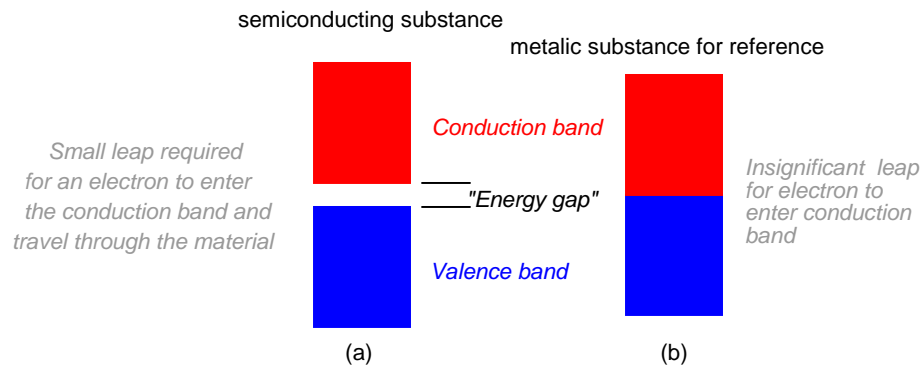 semiconducting substance
metalic substance for reference
Small leap required
for an electron to enter
the conduction band and
travel through the material
Conduction band
"Energy gap"
Valence band
Insignificant leap
for electron to
enter conduction
band
(a)
(b)